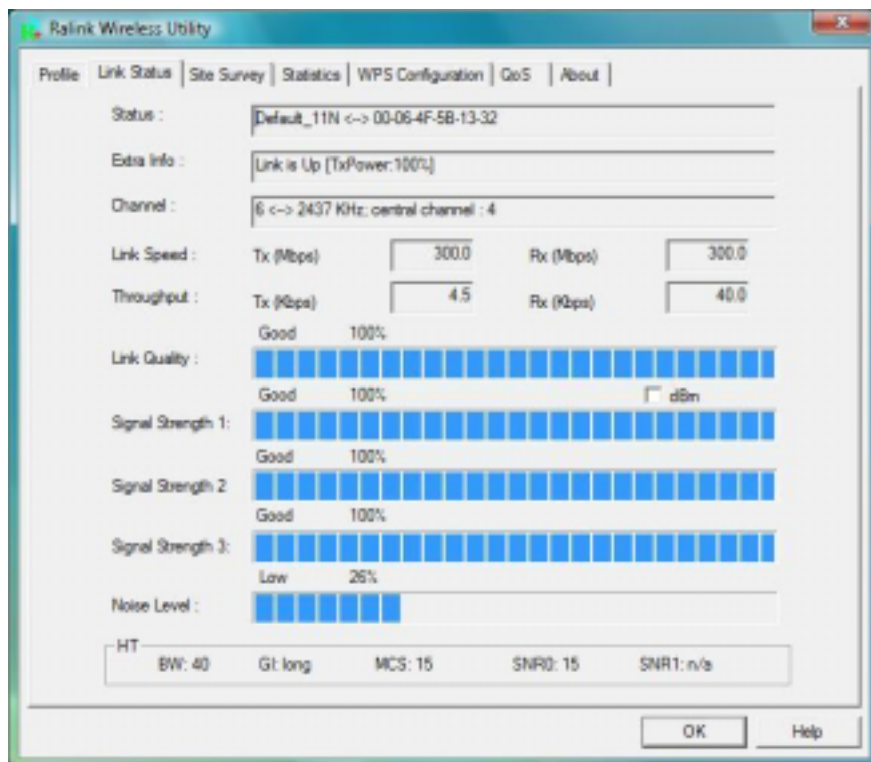 Ralink Wireless Utility
Profile Link Status Site Survey Statistics WPS Configuration QoS About
Status : Default_11N <--> 00-06-4F-5B-13-32
Extra Info : Link is Up [TxPower:100%]
Channel : 6 <--> 2437 KHz; central channel : 4
Link Speed : Tx (Mbps) 300.0 Rx (Mbps) 300.0
Throughput : Tx (Kbps) 4.5 Rx (Kbps) 40.0
Good 100%
Link Quality :
Good 100% dBm
Signal Strength 1:
Good 100%
Signal Strength 2
Good 100%
Signal Strength 3:
Low 26%
Noise Level :
HT
BW: 40 GI: long MCS: 15 SNR0: 15 SNR1: n/a
OK Help